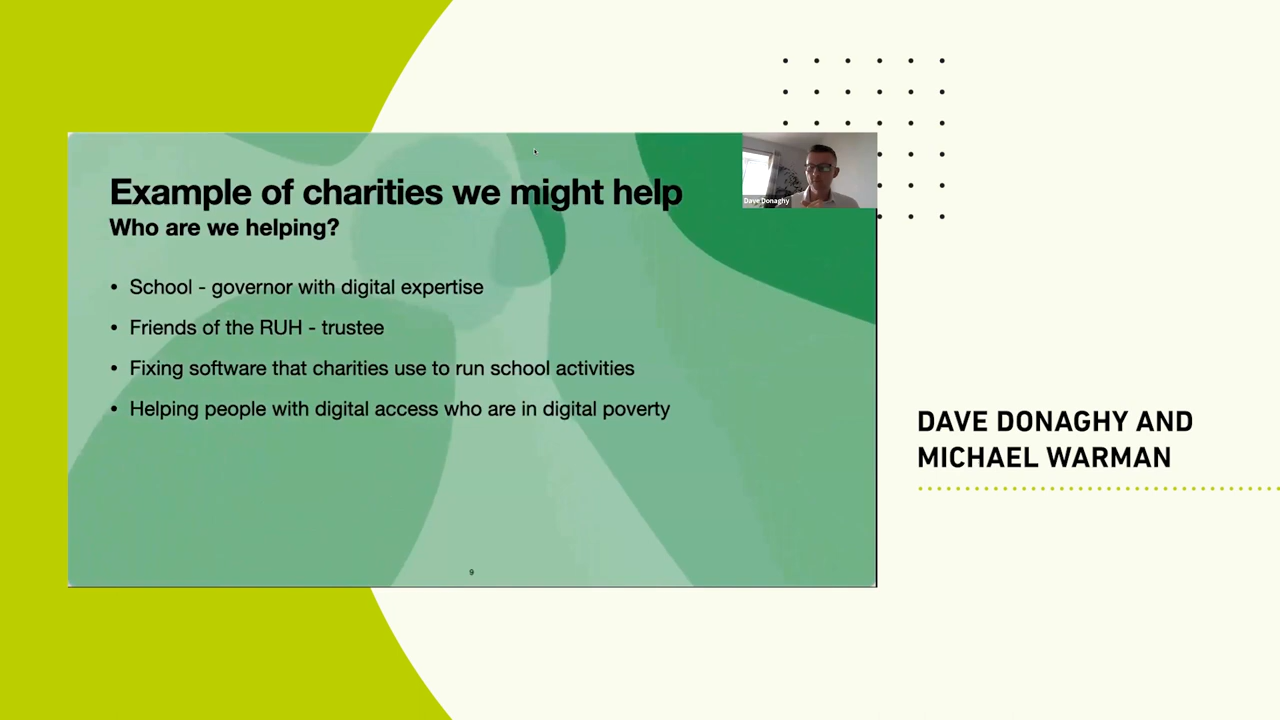 Example of charities we might help
Who are we helping?
• School - governor with digital expertise
• Friends of the RUH - trustee
• Fixing software that charities use to run school activities
• Helping people with digital access who are in digital poverty
9
Dave Donaghy
DAVE DONAGHY AND
MICHAEL WARMAN